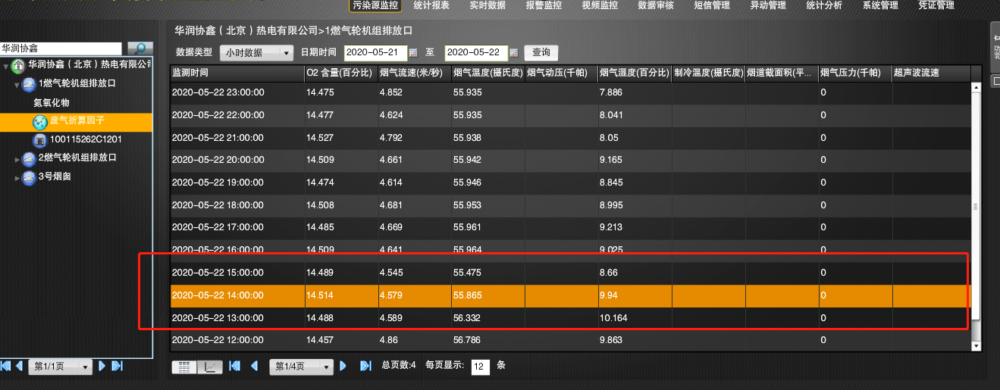 污染源监控 统计报表 实时数据 报警监控 视频监控 数据审核 短信管理 异动管理 统计分析 系统管理 凭证管理
华润协鑫
华润协鑫（北京）热电有限公司
1燃气轮机组排放口
氮氧化物
废气折算因子
100115262C1201
2燃气轮机组排放口
3号烟囱
第1/1页
华润协鑫（北京）热电有限公司>1燃气轮机组排放口
数据类型 小时数据 日期时间 2020-05-21 至 2020-05-22 查询
监测时间 O2 含量(百分比) 烟气流速(米/秒) 烟气温度(摄氏度) 烟气动压(千帕) 烟气湿度(百分比) 制冷温度(摄氏度) 烟道截面积(平... 烟气压力(千帕) 超声波流速
2020-05-22 23:00:00 14.475 4.852 55.935 7.886 0
2020-05-22 22:00:00 14.477 4.624 55.935 8.041 0
2020-05-22 21:00:00 14.527 4.792 55.938 8.05 0
2020-05-22 20:00:00 14.509 4.661 55.942 9.165 0
2020-05-22 19:00:00 14.474 4.614 55.946 8.845 0
2020-05-22 18:00:00 14.508 4.681 55.953 8.995 0
2020-05-22 17:00:00 14.485 4.669 55.961 9.213 0
2020-05-22 16:00:00 14.509 4.641 55.964 9.025 0
2020-05-22 15:00:00 14.489 4.545 55.475 8.66 0
2020-05-22 14:00:00 14.514 4.579 55.865 9.94 0
2020-05-22 13:00:00 14.488 4.589 56.332 10.164 0
2020-05-22 12:00:00 14.457 4.86 56.786 9.863 0
第1/4页 总页数:4 每页显示: 12 条